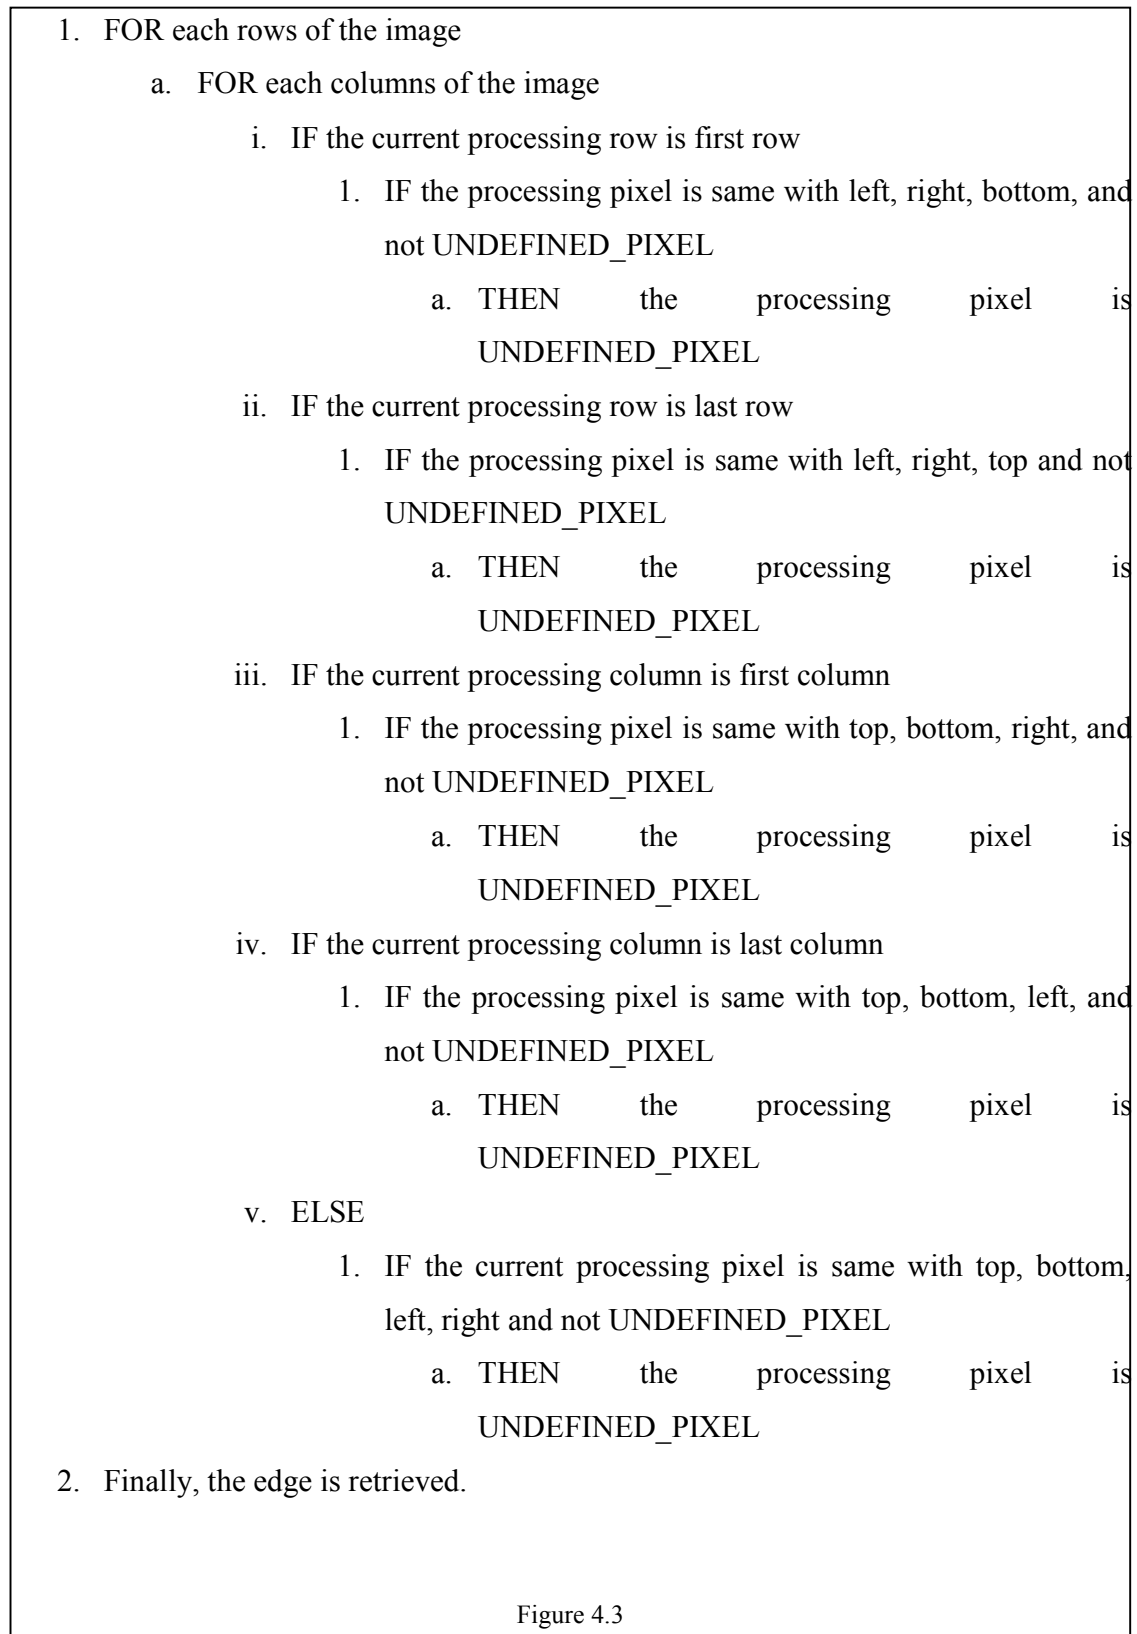 1. FOR each rows of the image
a. FOR each columns of the image
i. IF the current processing row is first row
1. IF the processing pixel is same with left, right, bottom, and
not UNDEFINED_PIXEL
a. THEN the processing pixel is
UNDEFINED_PIXEL
ii. IF the current processing row is last row
1. IF the processing pixel is same with left, right, top and not
UNDEFINED_PIXEL
a. THEN the processing pixel is
UNDEFINED_PIXEL
iii. IF the current processing column is first column
1. IF the processing pixel is same with top, bottom, right, and
not UNDEFINED_PIXEL
a. THEN the processing pixel is
UNDEFINED_PIXEL
iv. IF the current processing column is last column
1. IF the processing pixel is same with top, bottom, left, and
not UNDEFINED_PIXEL
a. THEN the processing pixel is
UNDEFINED_PIXEL
v. ELSE
1. IF the current processing pixel is same with top, bottom,
left, right and not UNDEFINED_PIXEL
a. THEN the processing pixel is
UNDEFINED_PIXEL
2. Finally, the edge is retrieved.
Figure 4.3